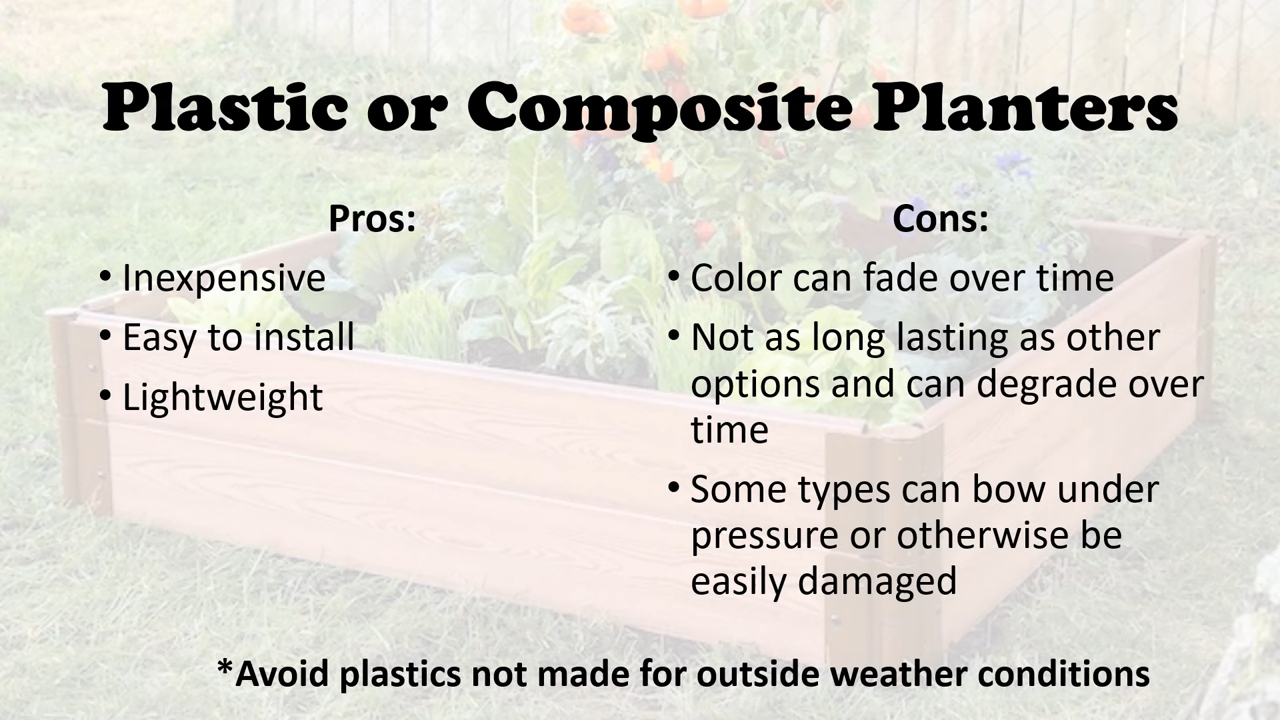 Plastic or Composite Planters
Pros:
• Inexpensive
• Easy to install
• Lightweight
Cons:
• Color can fade over time
• Not as long lasting as other
options and can degrade over
time
• Some types can bow under
pressure or otherwise be
easily damaged
*Avoid plastics not made for outside weather conditions